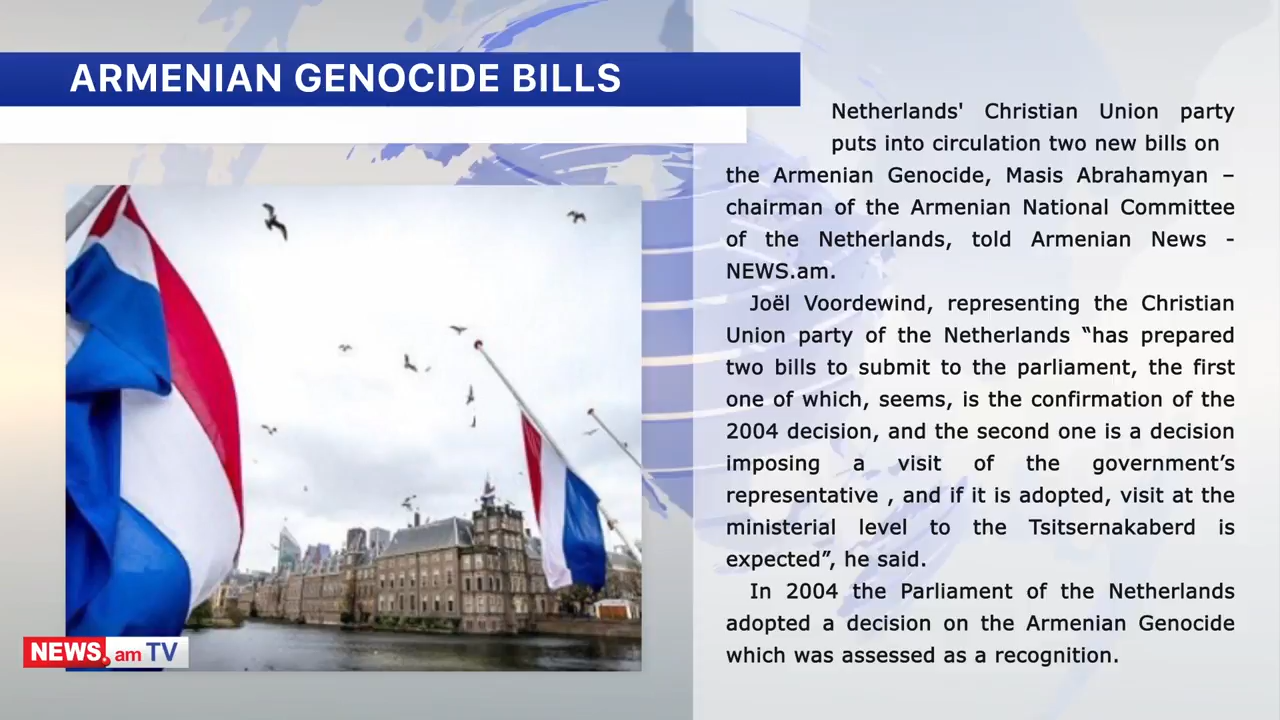 ARMENIAN GENOCIDE BILLS
Netherlands' Christian Union party
puts into circulation two new bills on
the Armenian Genocide, Masis Abrahamyan –
chairman of the Armenian National Committee
of the Netherlands, told Armenian News -
NEWS.am.
Joël Voordewind, representing the Christian
Union party of the Netherlands “has prepared
two bills to submit to the parliament, the first
one of which, seems, is the confirmation of the
2004 decision, and the second one is a decision
imposing a visit of the government’s
representative , and if it is adopted, visit at the
ministerial level to the Tsitsernakaberd is
expected”, he said.
In 2004 the Parliament of the Netherlands
adopted a decision on the Armenian Genocide
which was assessed as a recognition.
NEWS.am TV